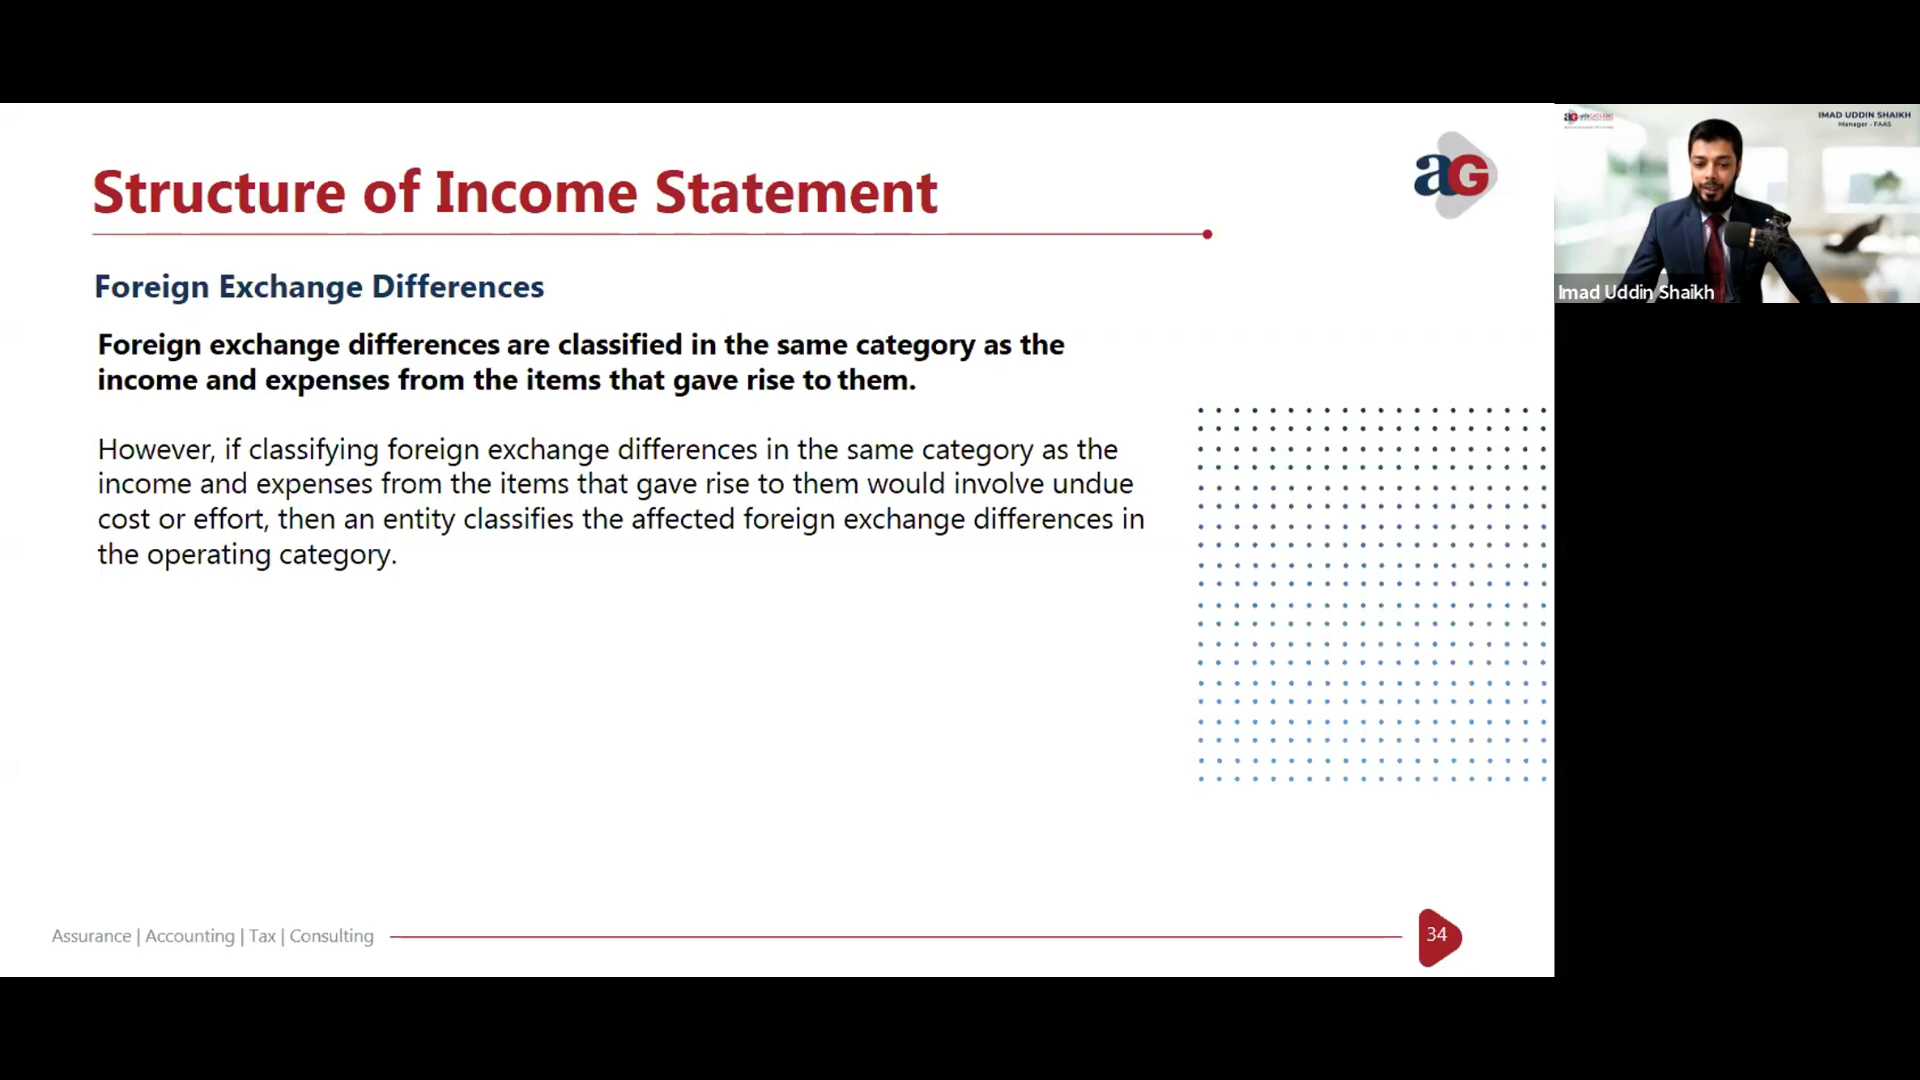 Structure of Income Statement
aG
Foreign Exchange Differences
Foreign exchange differences are classified in the same category as the
income and expenses from the items that gave rise to them.
However, if classifying foreign exchange differences in the same category as the
income and expenses from the items that gave rise to them would involve undue
cost or effort, then an entity classifies the affected foreign exchange differences in
the operating category.
Assurance | Accounting | Tax | Consulting
34
IMAD UDDIN SHAIKH
Manager - FAAS
Imad Uddin Shaikh